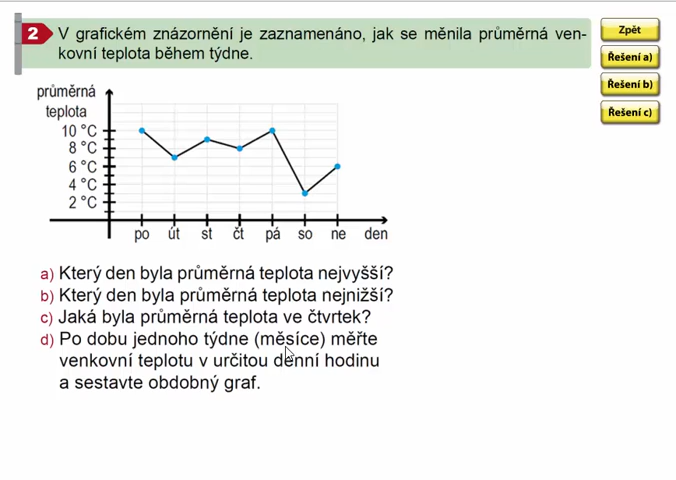 2 V grafickém znázornění je zaznamenáno, jak se měnila průměrná ven-
kovní teplota během týdne.
Zpět
Řešení a)
Řešení b)
Řešení c)
průměrná
teplota
10 °C
8 °C
6 °C
4 °C
2 °C
po út st čt pá so ne den
a) Který den byla průměrná teplota nejvyšší?
b) Který den byla průměrná teplota nejnižší?
c) Jaká byla průměrná teplota ve čtvrtek?
d) Po dobu jednoho týdne (měsíce) měřte
venkovní teplotu v určitou denní hodinu
a sestavte obdobný graf.